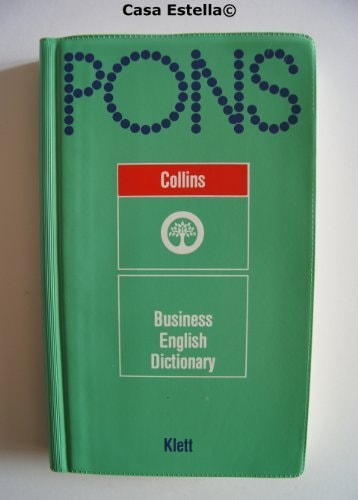 Casa Estella©
PONS
Collins
Business
English
Dictionary
Klett